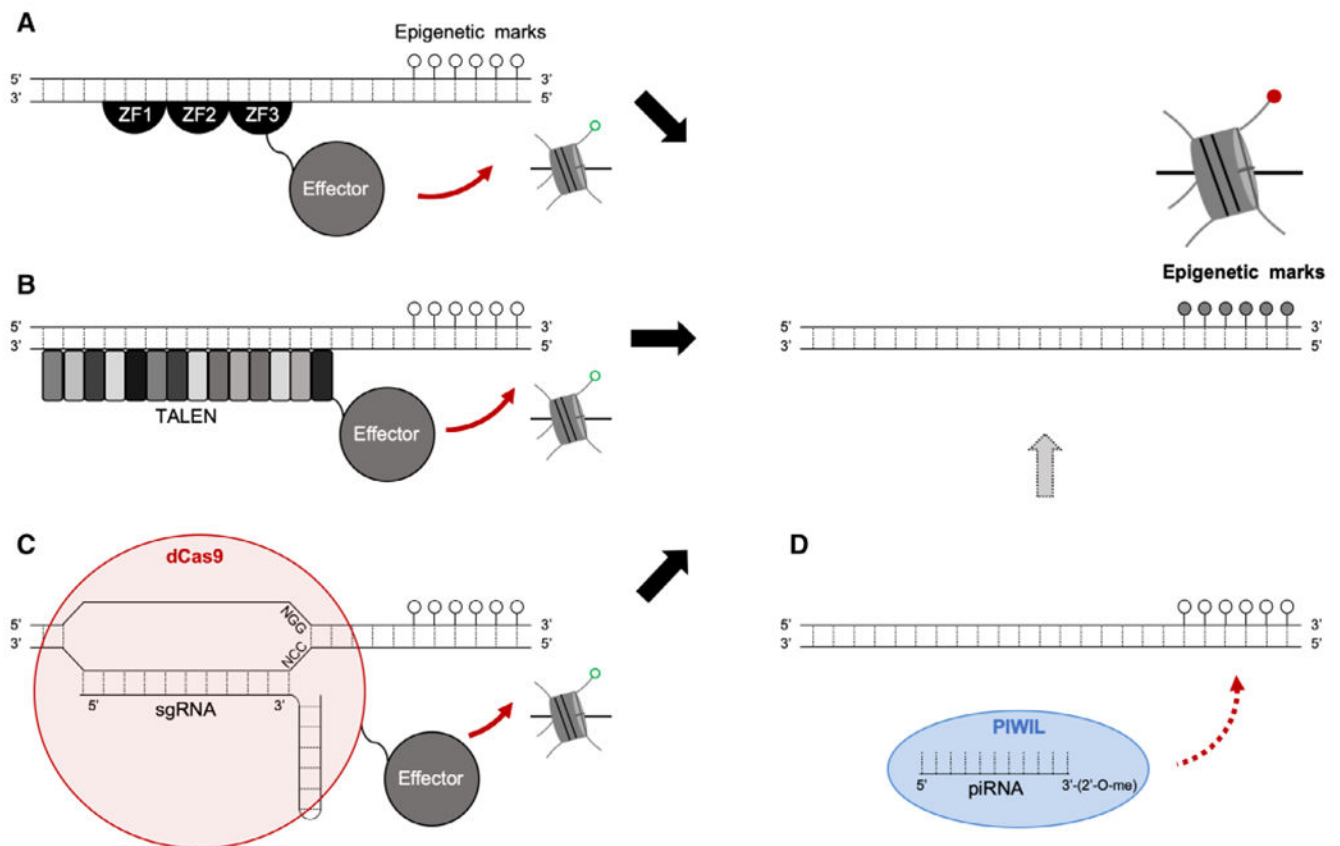 A
Epigenetic marks
5' 3'
3' 5'
ZF1 ZF2 ZF3
Effector
B
5' 3'
3' 5'
TALEN
Effector
Epigenetic marks
5' 3'
3' 5'
C
dCas9
NGG
5' 3'
3' 5'
NCC
5' 3'
sgRNA
Effector
D
5' 3'
3' 5'
PIWIL
5' 3'-(2'-O-me)
piRNA